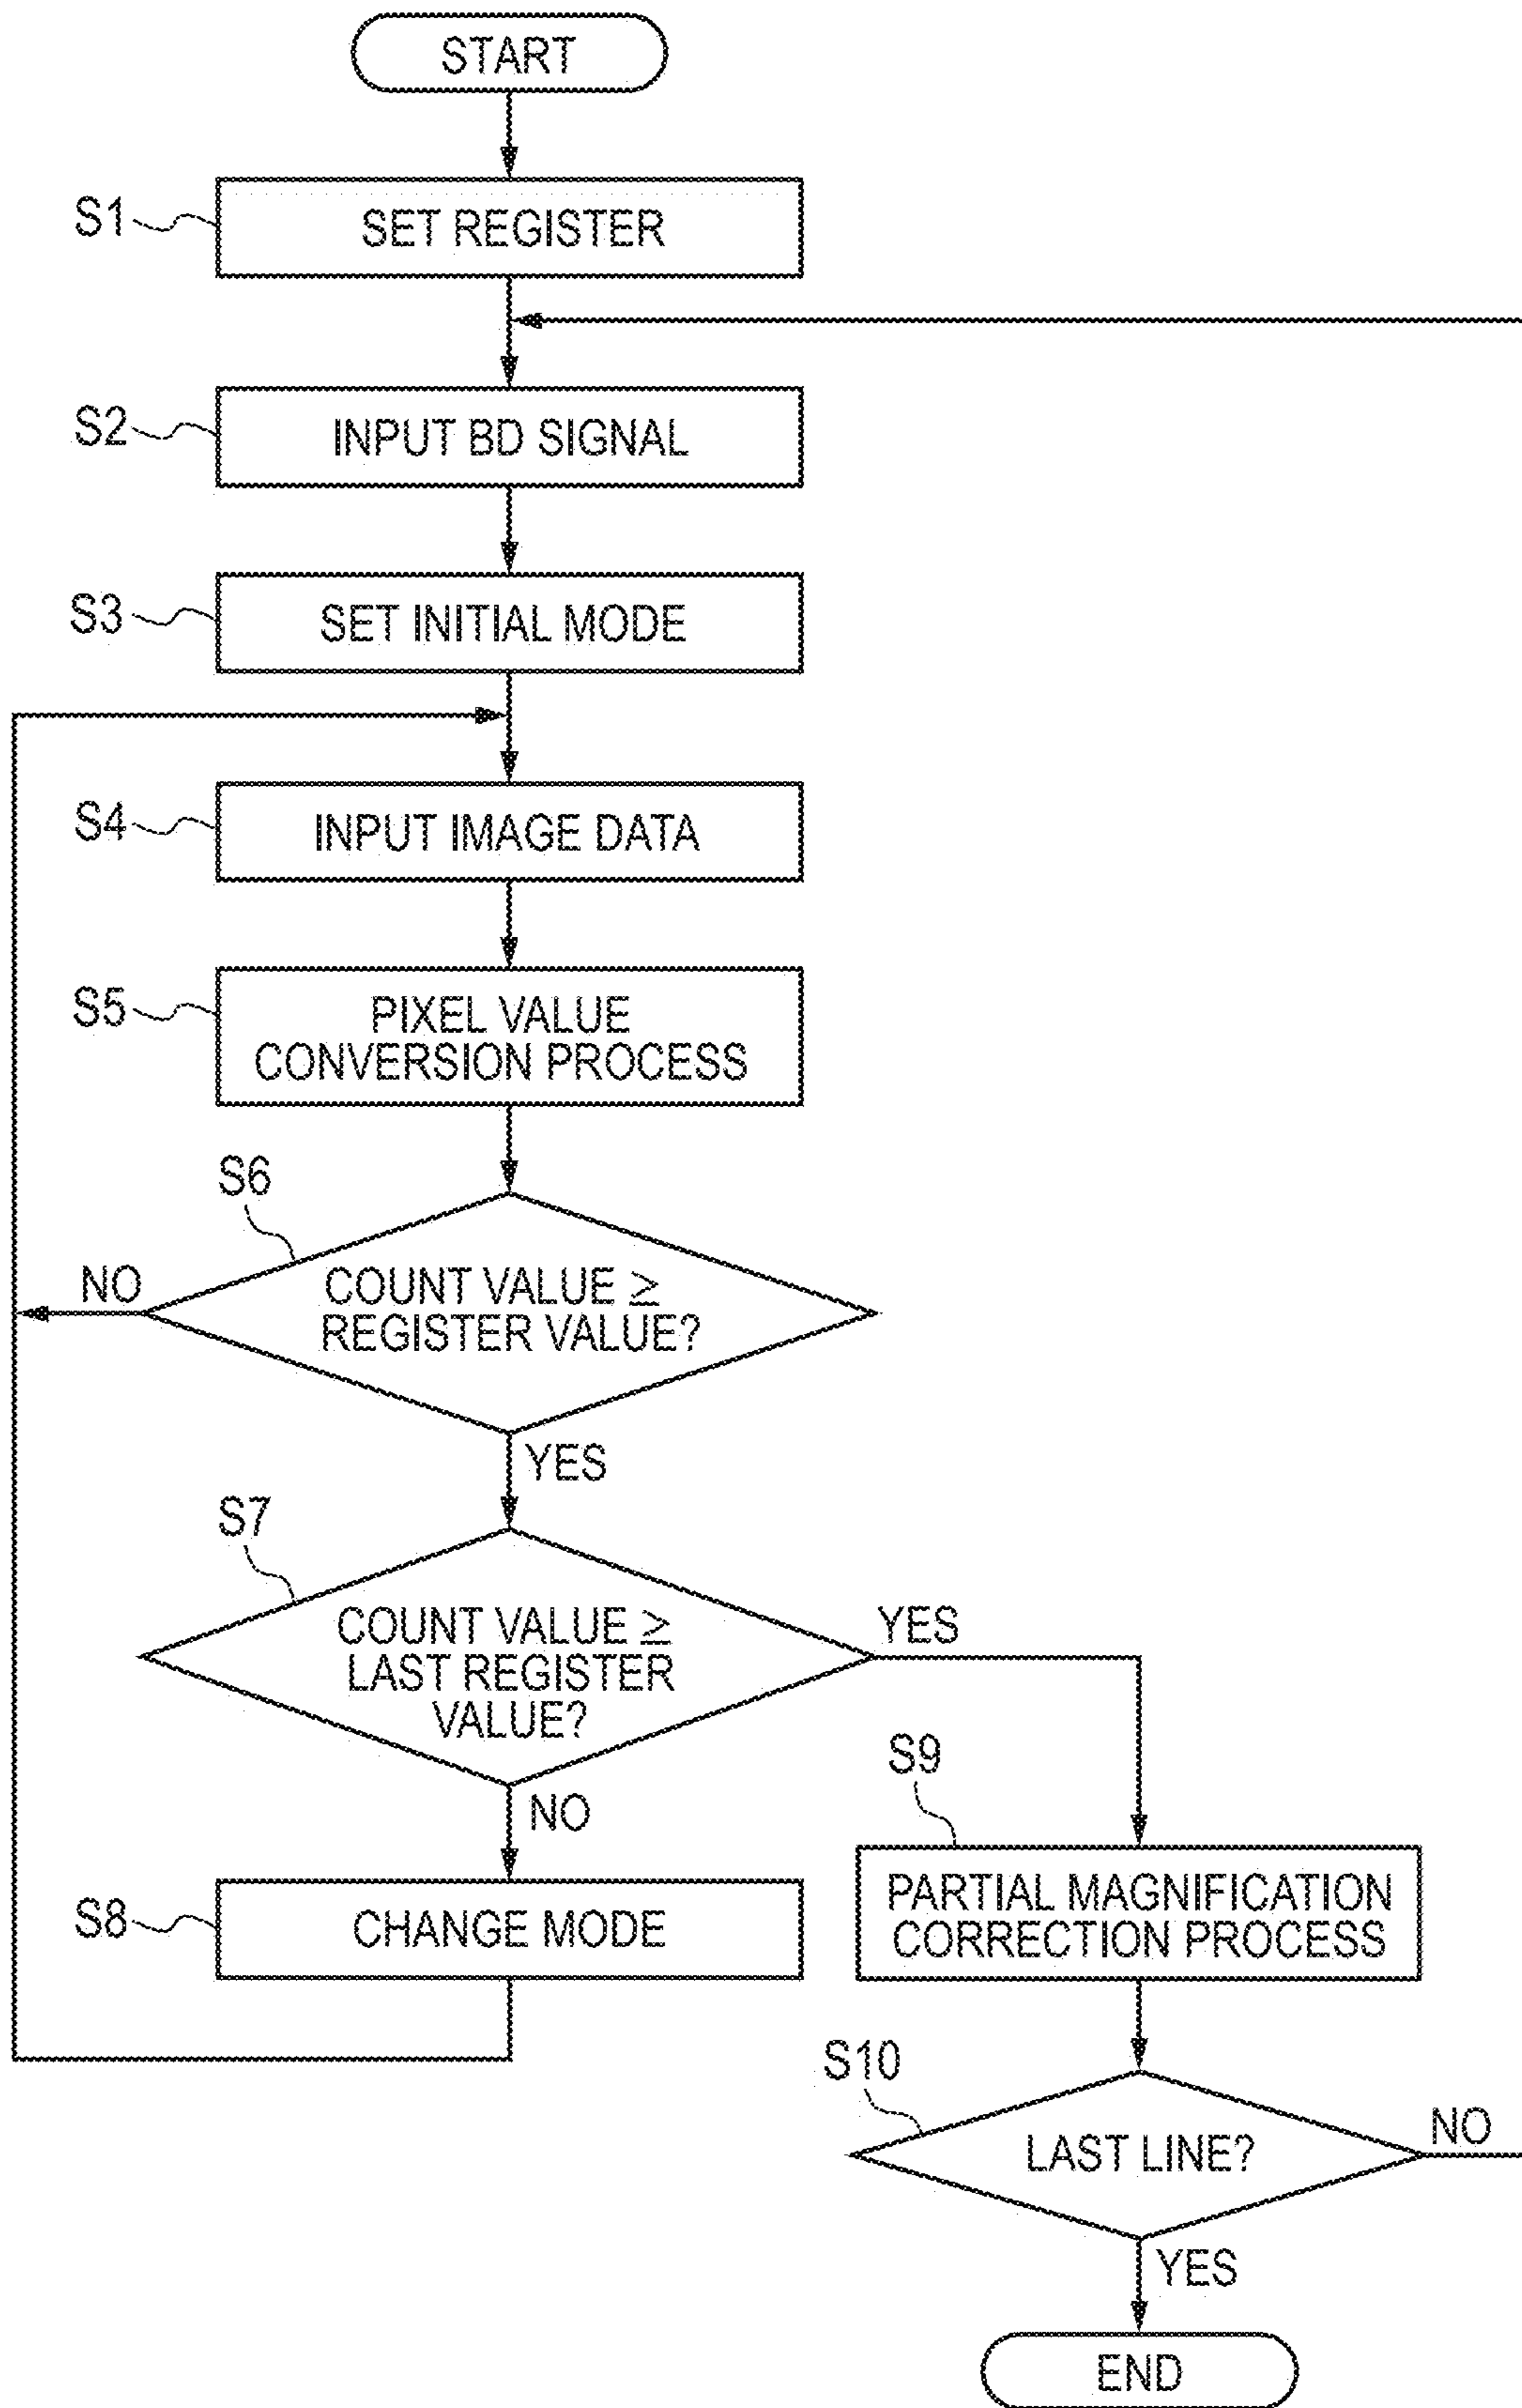 START
S1
SET REGISTER
S2
INPUT BD SIGNAL
S3
SET INITIAL MODE
S4
INPUT IMAGE DATA
S5
PIXEL VALUE
CONVERSION PROCESS
S6
NO
COUNT VALUE ≥
REGISTER VALUE?
YES
S7
COUNT VALUE ≥
LAST REGISTER
VALUE?
YES
NO
S8
CHANGE MODE
S9
PARTIAL MAGNIFICATION
CORRECTION PROCESS
S10
LAST LINE?
NO
YES
END